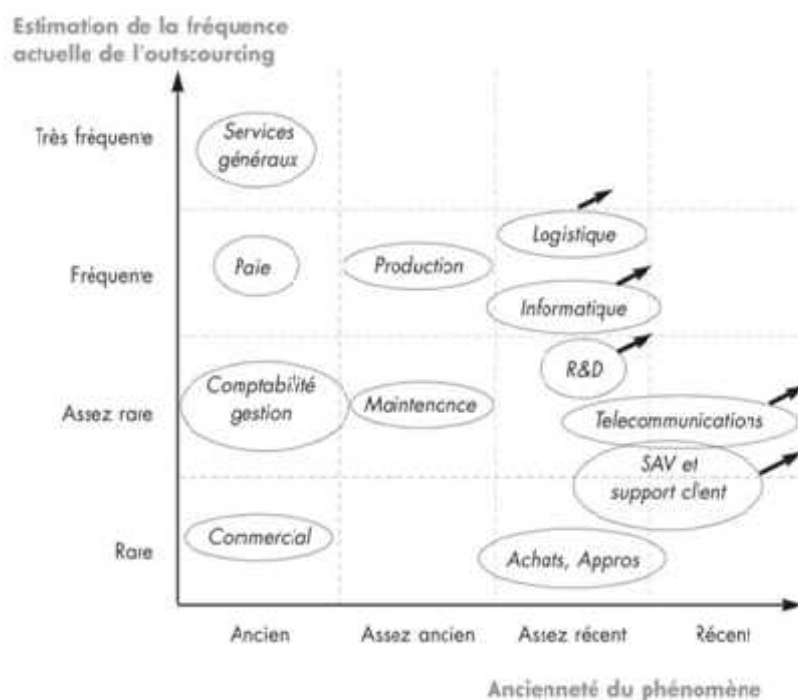 Estimation de la fréquence
actuelle de l'outscourcing
Très fréquente
Services
généraux
Logistique
Fréquente
Paie
Production
Informatique
R&D
Assez rare
Comptabilité
gestion
Maintenance
Telecommunications
SAV et
support client
Rare
Commercial
Achats, Appros
Ancien
Assez ancien
Assez récent
Récent
Ancienneté du phénomène